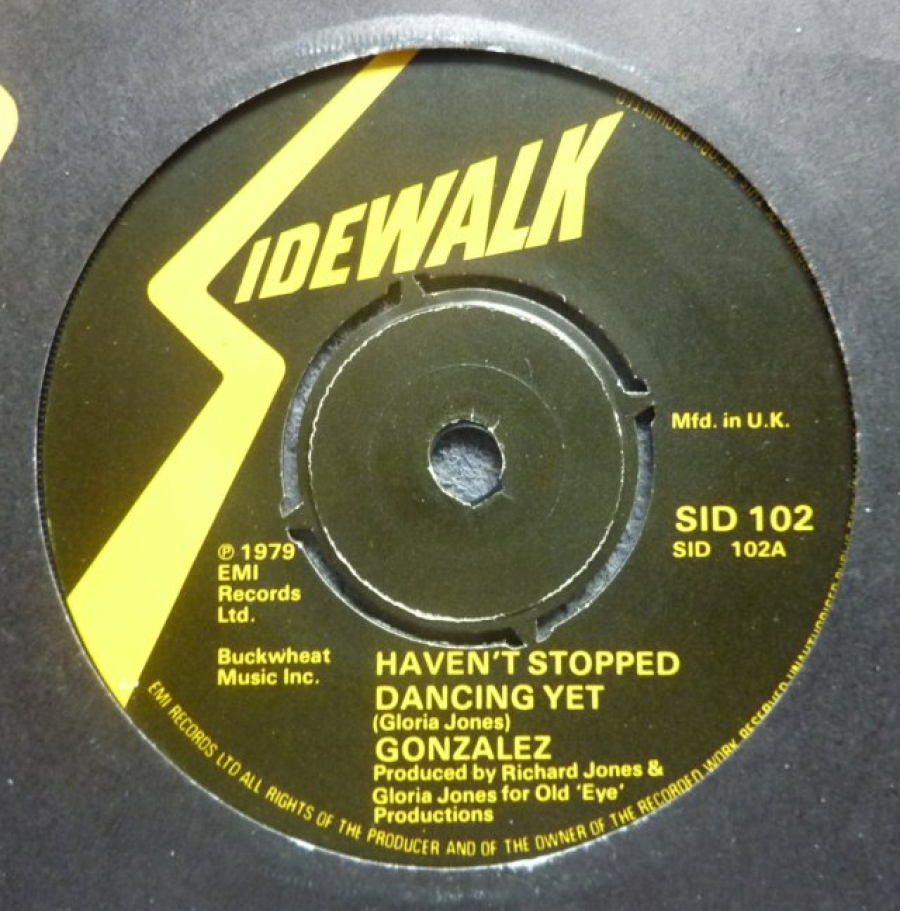 SIDEWALK
Mfd. in U.K.
SID 102
SID 102A
℗ 1979
EMI
Records
Ltd.
Buckwheat
Music Inc.
HAVEN'T STOPPED
DANCING YET
(Gloria Jones)
GONZALEZ
Produced by Richard Jones &
Gloria Jones for Old 'Eye'
Productions
EMI RECORDS LTD ALL RIGHTS OF THE PRODUCER AND OF THE OWNER OF THE RECORDED WORK RESERVED UNAUTHORISED